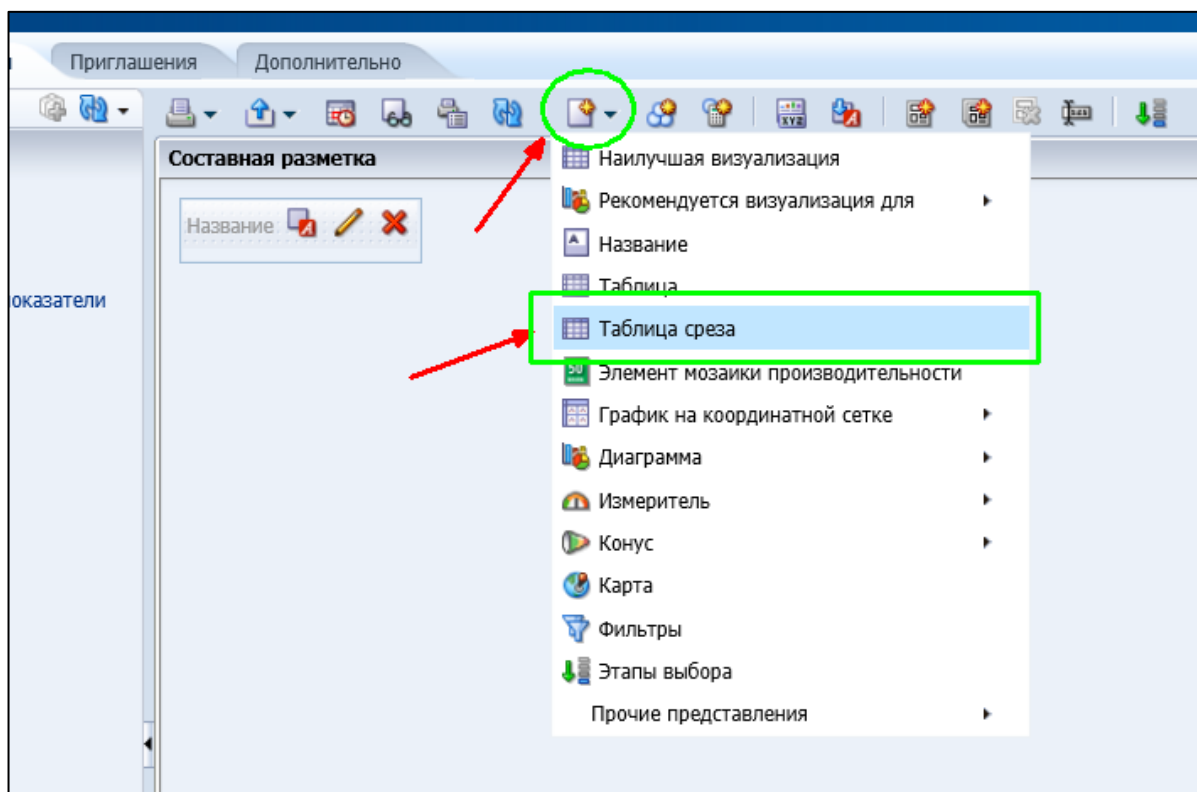 Приглашения Дополнительно
Составная разметка
Название
оказатели
Наилучшая визуализация
Рекомендуется визуализация для
Название
Таблица
Таблица среза
Элемент мозаики производительности
График на координатной сетке
Диаграмма
Измеритель
Конус
Карта
Фильтры
Этапы выбора
Прочие представления